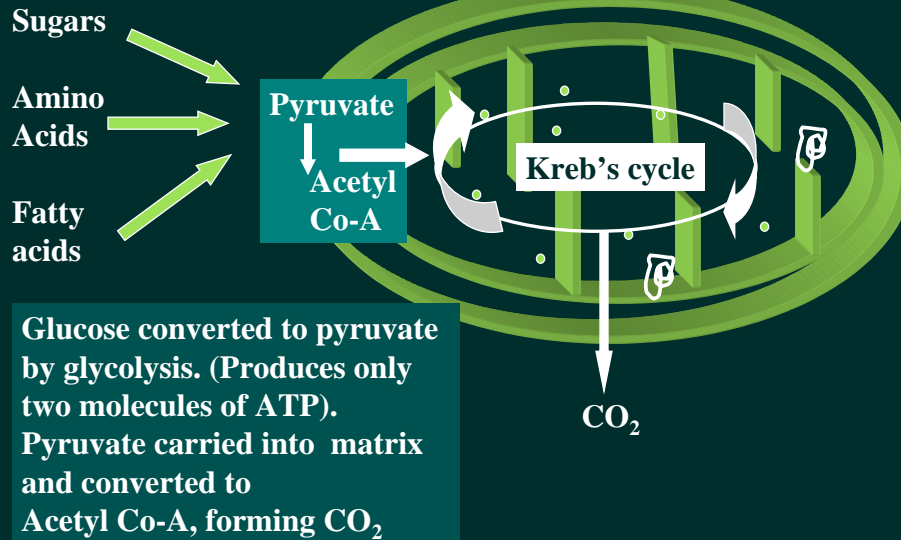 Sugars
Amino
Acids
Fatty
acids
Pyruvate
Acetyl
Co-A
Kreb's cycle
CO₂
Glucose converted to pyruvate
by glycolysis. (Produces only
two molecules of ATP).
Pyruvate carried into matrix
and converted to
Acetyl Co-A, forming CO₂